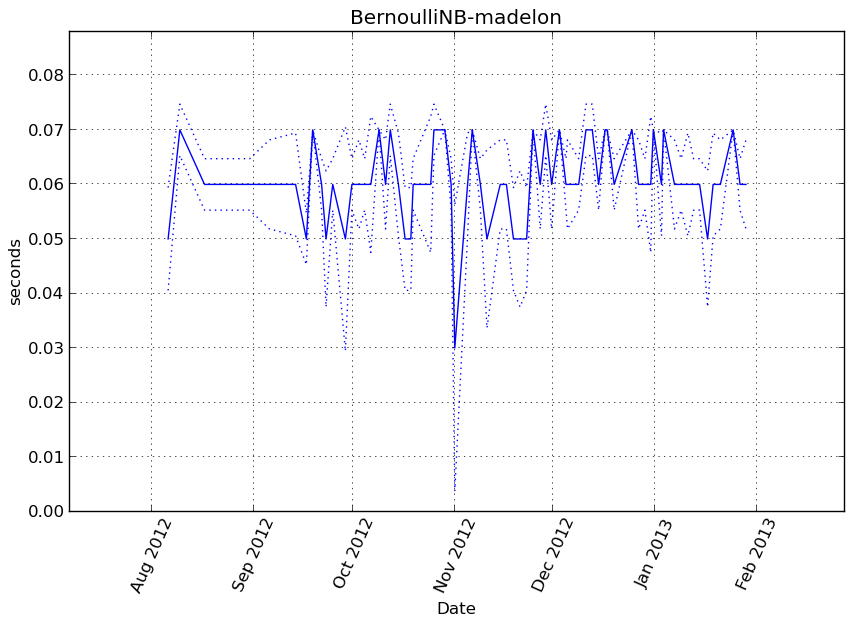 BernoulliNB-madelon
0.08
0.07
0.06
0.05
0.04
0.03
0.02
0.01
0.00
seconds
Aug 2012
Sep 2012
Oct 2012
Nov 2012
Dec 2012
Jan 2013
Feb 2013
Date